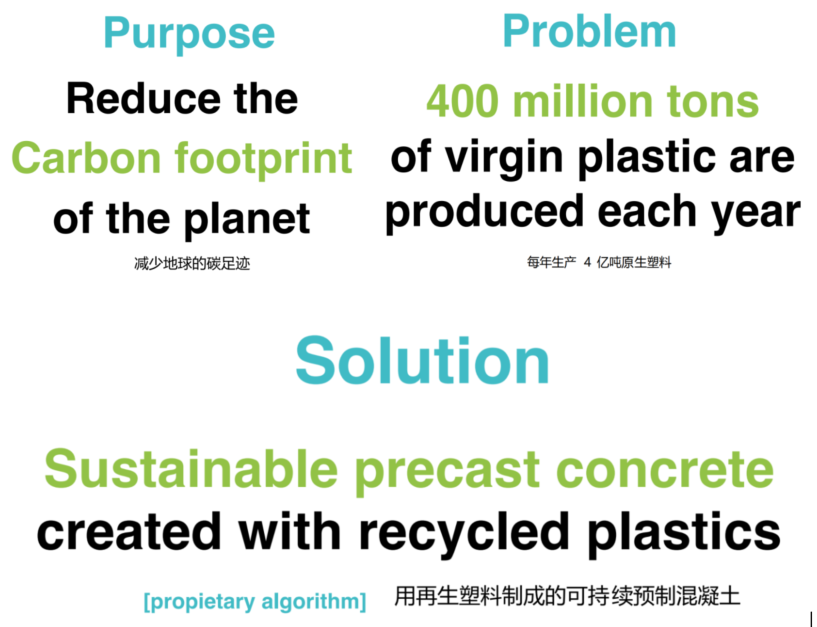 Purpose
Reduce the
Carbon footprint
of the planet
减少地球的碳足迹
Problem
400 million tons
of virgin plastic are
produced each year
每年生产 4 亿吨原生塑料
Solution
Sustainable precast concrete
created with recycled plastics
[propietary algorithm] 用再生塑料制成的可持续预制混凝土